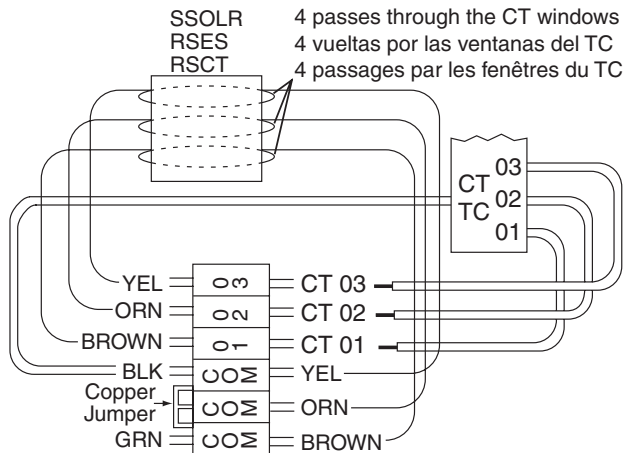 SSOLR
RSES
RSCT
4 passes through the CT windows
4 vueltas por las ventanas del TC
4 passages par les fenêtres du TC
CT
TC
03
02
01
YEL
03
CT 03
ORN
02
CT 02
BROWN
01
CT 01
BLK
COM
YEL
Copper
Jumper
COM
ORN
GRN
COM
BROWN